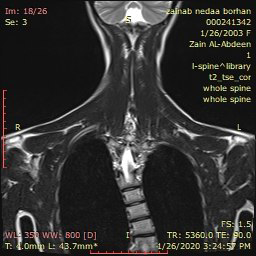 Im: 18/26
Se: 3
S
zainab nedaa borhan
000241342
1/26/2003 F
Zain AL-Abdeen
1
l-spine^library
t2_tse_cor
whole spine
whole spine
R
L
WL: 350 WW: 800 [D]
T: 4.0mm L: 43.7mm*
I
FS: 1.5
TR: 5360.0 TE: 90.0
1/26/2020 3:24:57 PM